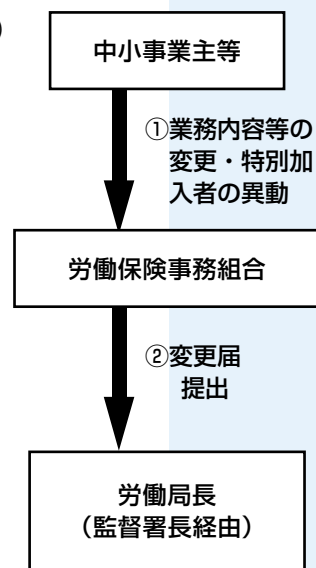 )
中小事業主等
①業務内容等の
変更・特別加
入者の異動
労働保険事務組合
②変更届
提出
労働局長
（監督署長経由）